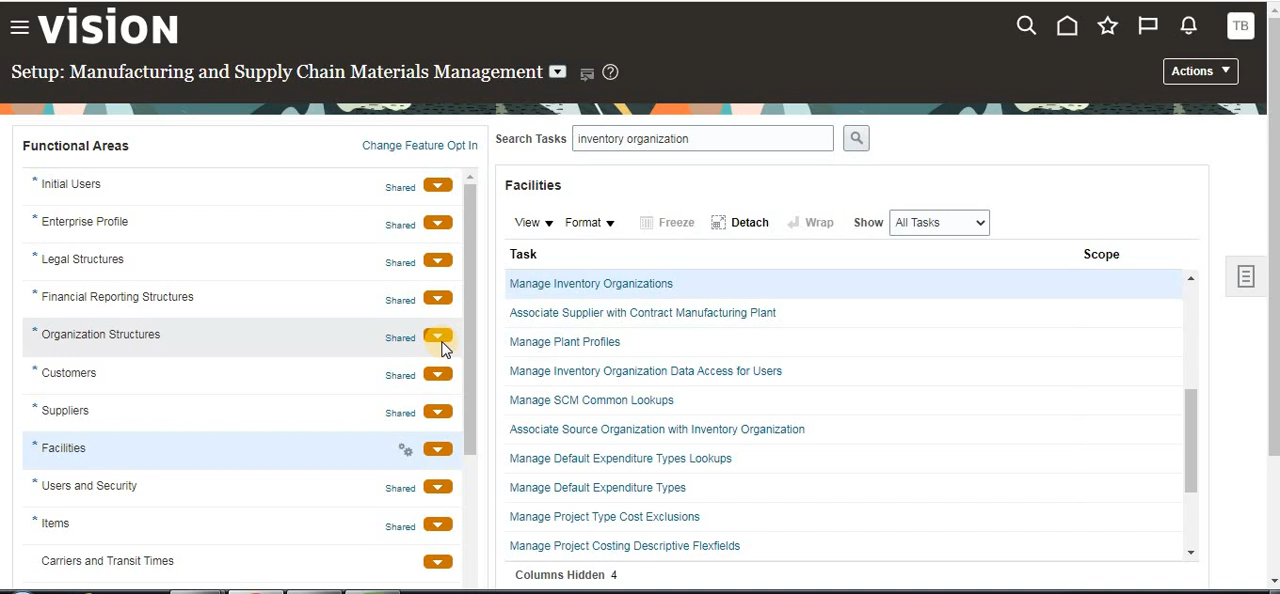 vision
TB
Setup: Manufacturing and Supply Chain Materials Management
Actions
Functional Areas
Change Feature Opt In
* Initial Users Shared
* Enterprise Profile Shared
* Legal Structures Shared
* Financial Reporting Structures Shared
* Organization Structures Shared
* Customers Shared
* Suppliers Shared
* Facilities
* Users and Security Shared
* Items Shared
Carriers and Transit Times
Search Tasks inventory organization
Facilities
View Format Freeze Detach Wrap Show All Tasks
Task Scope
Manage Inventory Organizations
Associate Supplier with Contract Manufacturing Plant
Manage Plant Profiles
Manage Inventory Organization Data Access for Users
Manage SCM Common Lookups
Associate Source Organization with Inventory Organization
Manage Default Expenditure Types Lookups
Manage Default Expenditure Types
Manage Project Type Cost Exclusions
Manage Project Costing Descriptive Flexfields
Columns Hidden 4